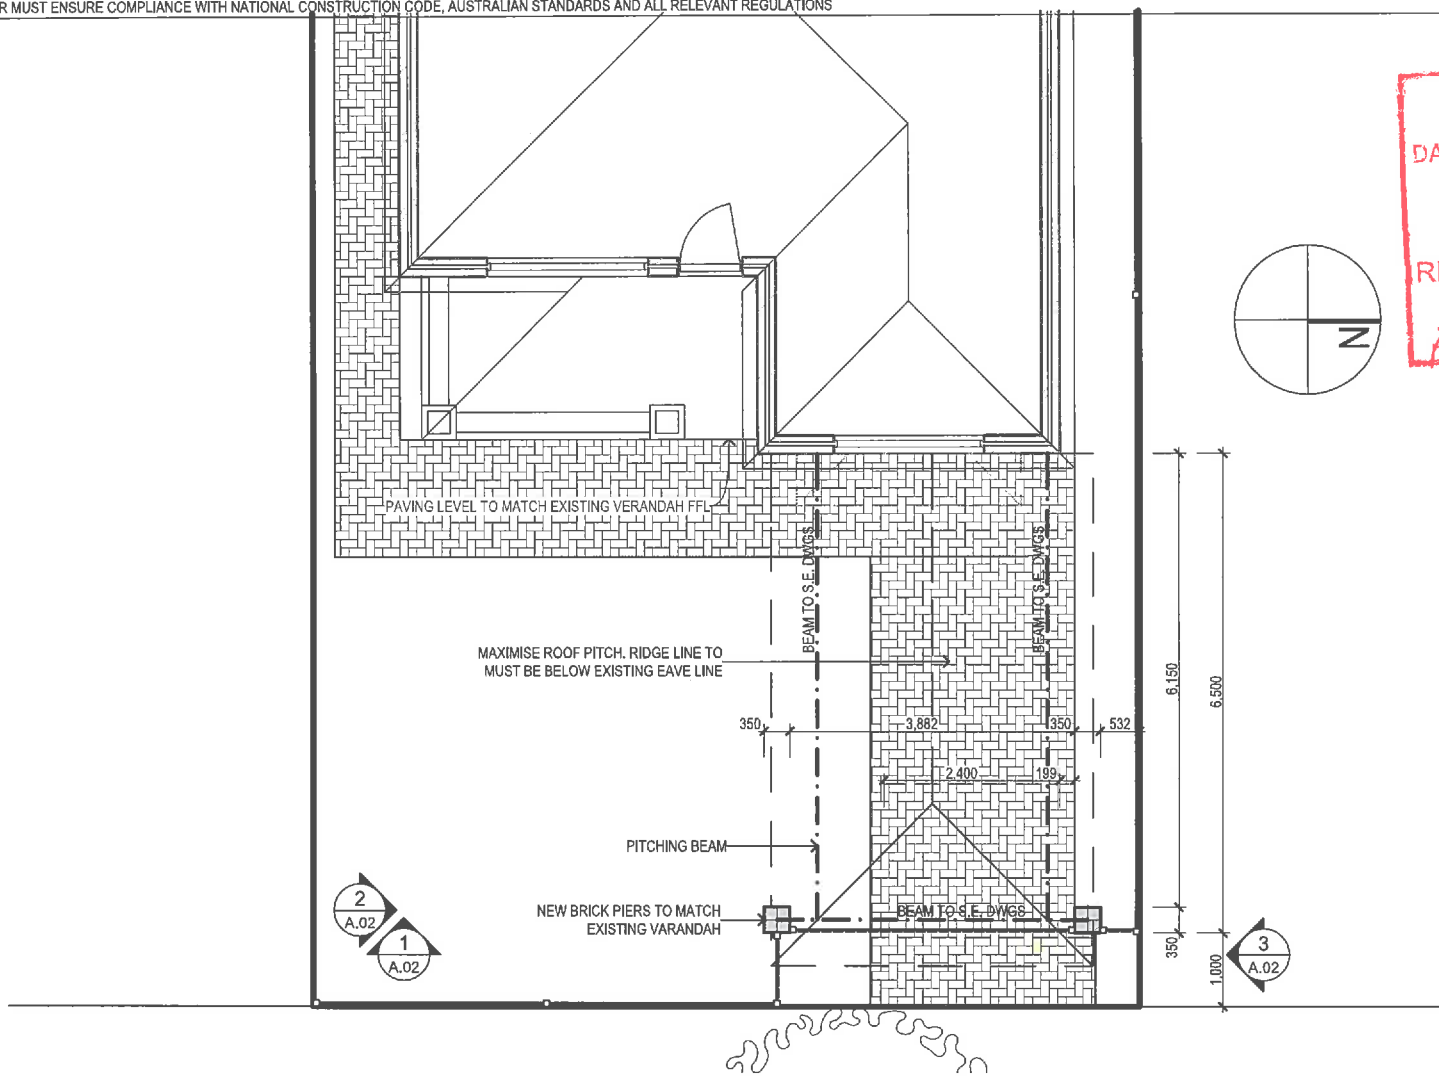 R MUST ENSURE COMPLIANCE WITH NATIONAL CONSTRUCTION CODE, AUSTRALIAN STANDARDS AND ALL RELEVANT REGULATIONS
DA
RE
N
PAVING LEVEL TO MATCH EXISTING VERANDAH FFL
BEAM TO S.E. DWGS
BEAM TO S.E. DWGS
MAXIMISE ROOF PITCH. RIDGE LINE TO
MUST BE BELOW EXISTING EAVE LINE
6,150
6,500
350
3,882
350
532
2,400
199
PITCHING BEAM
NEW BRICK PIERS TO MATCH
EXISTING VARANDAH
BEAM TO S.E. DWGS
2
A.02
1
A.02
350
1,000
3
A.02